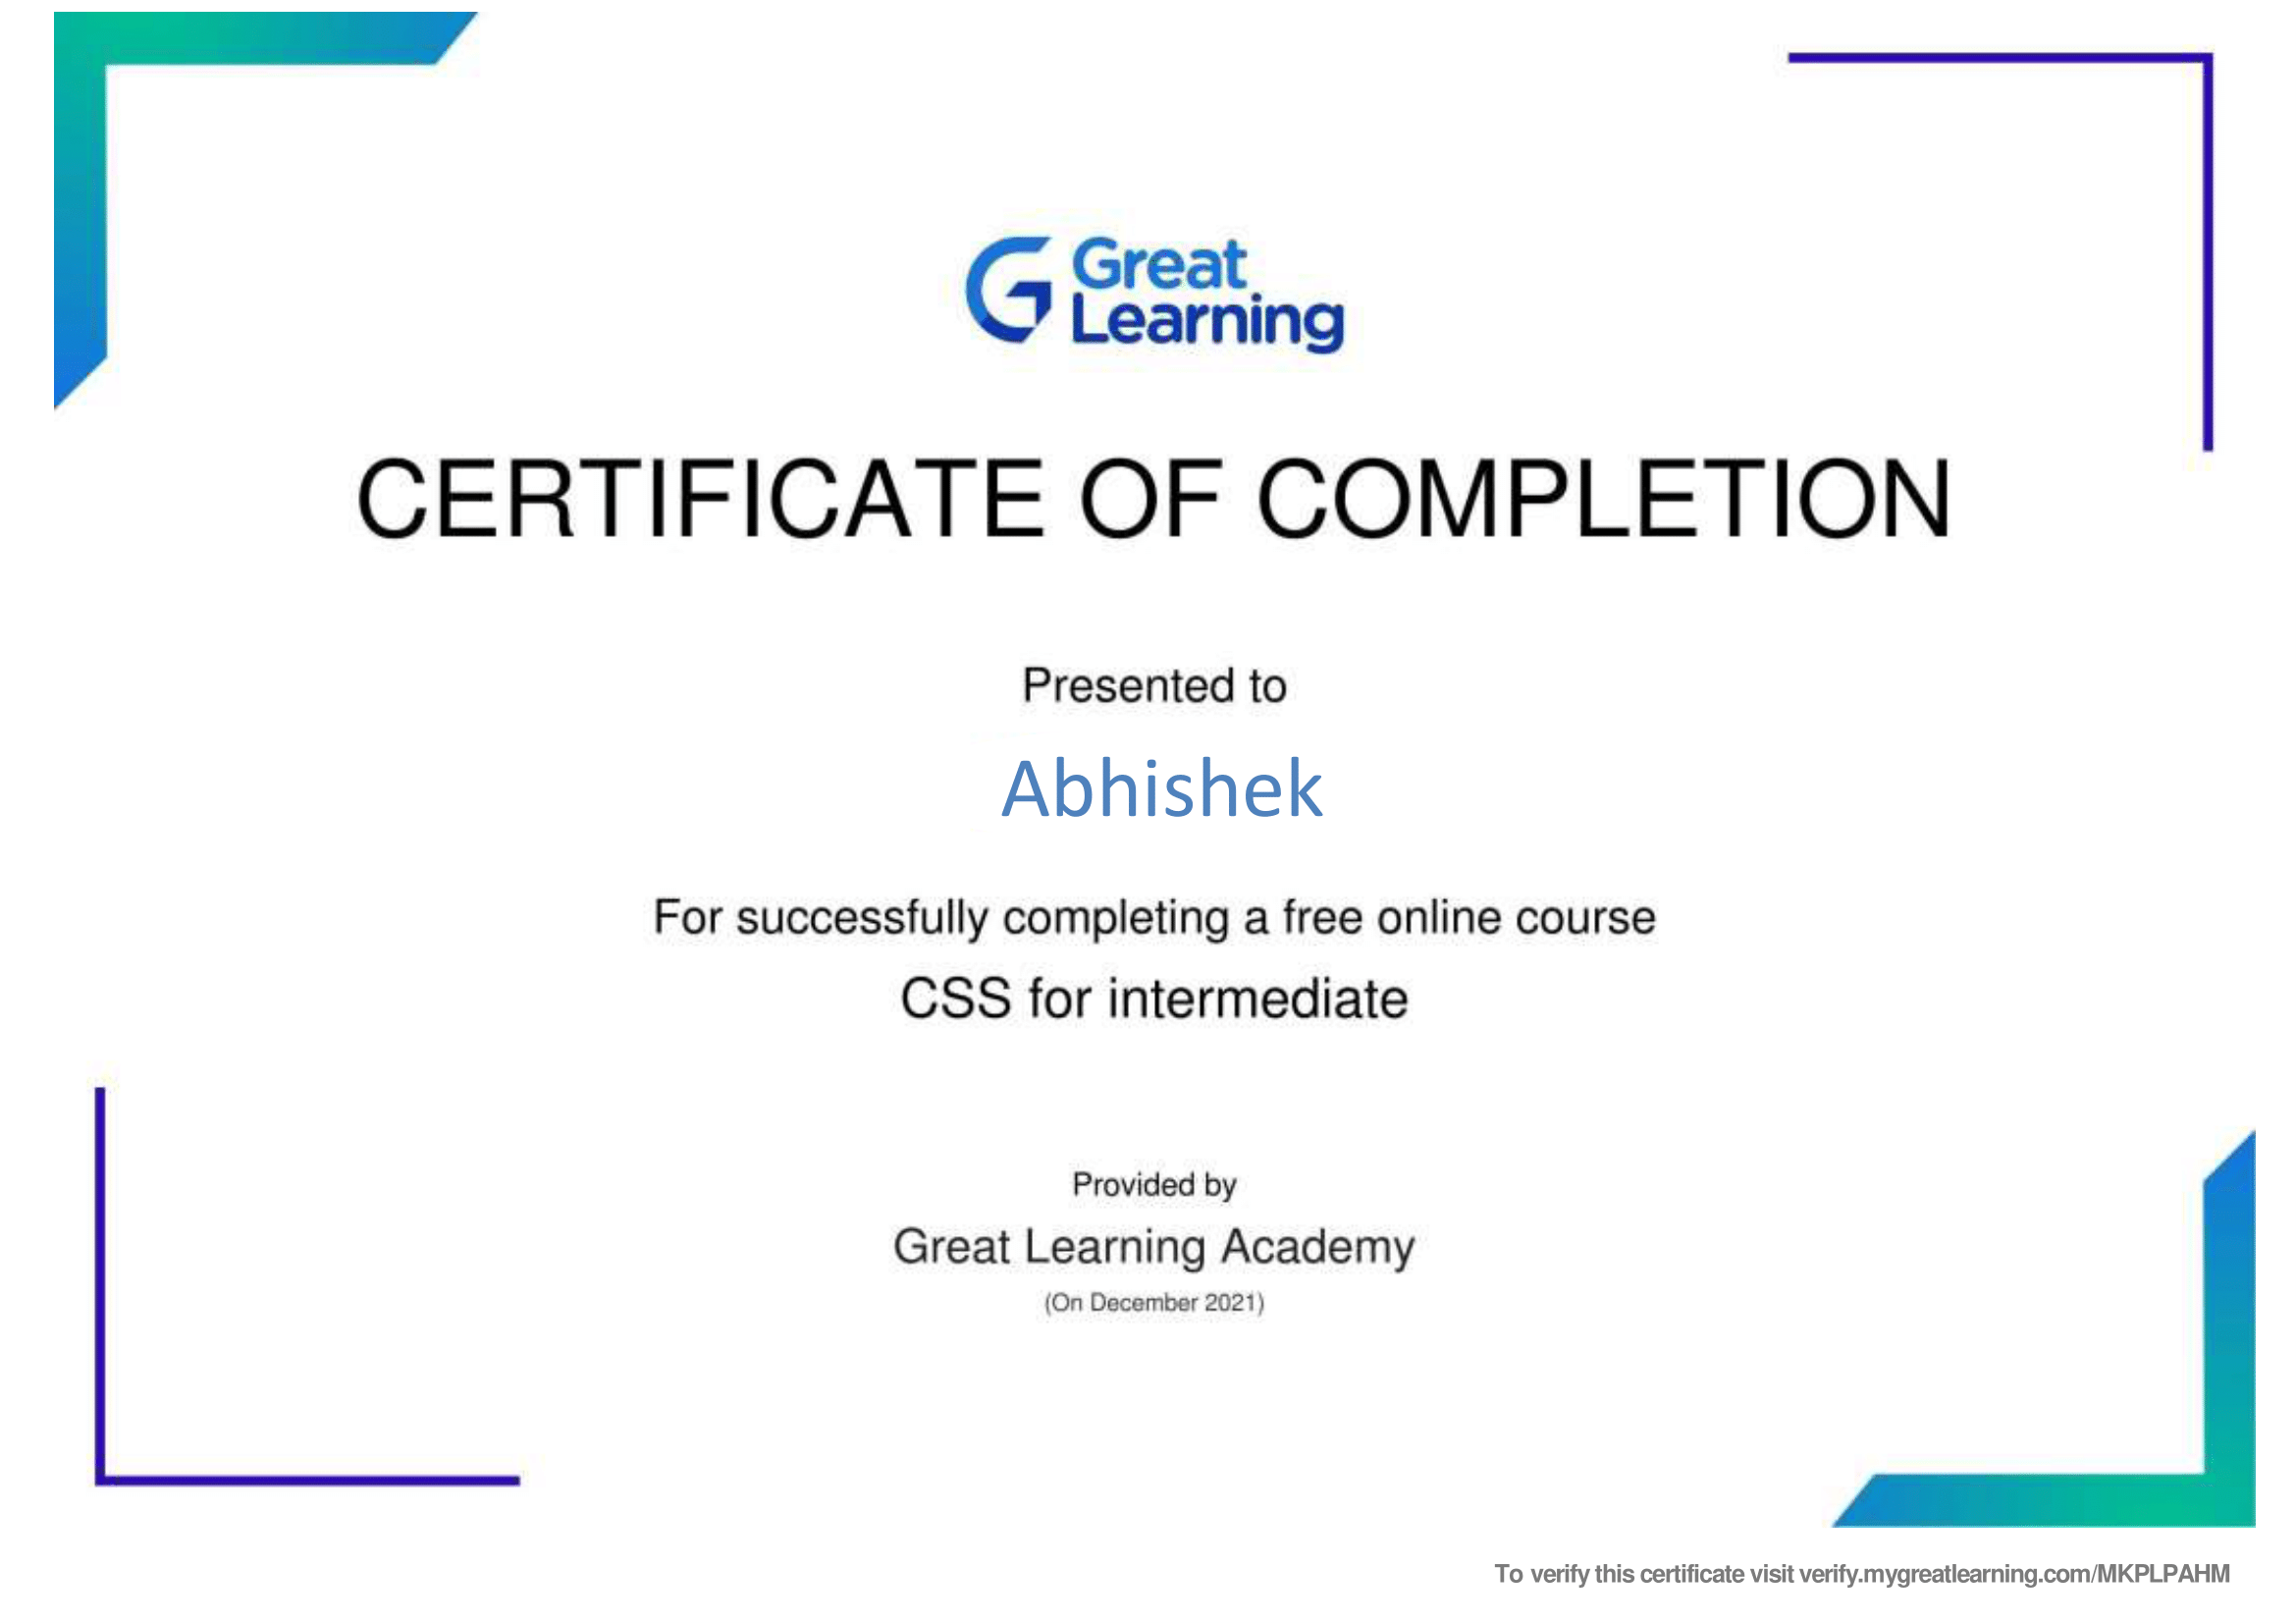 Great
Learning
CERTIFICATE OF COMPLETION
Presented to
Abhishek
For successfully completing a free online course
CSS for intermediate
Provided by
Great Learning Academy
(On December 2021)
To verify this certificate visit verify.mygreatlearning.com/MKPLPAHM